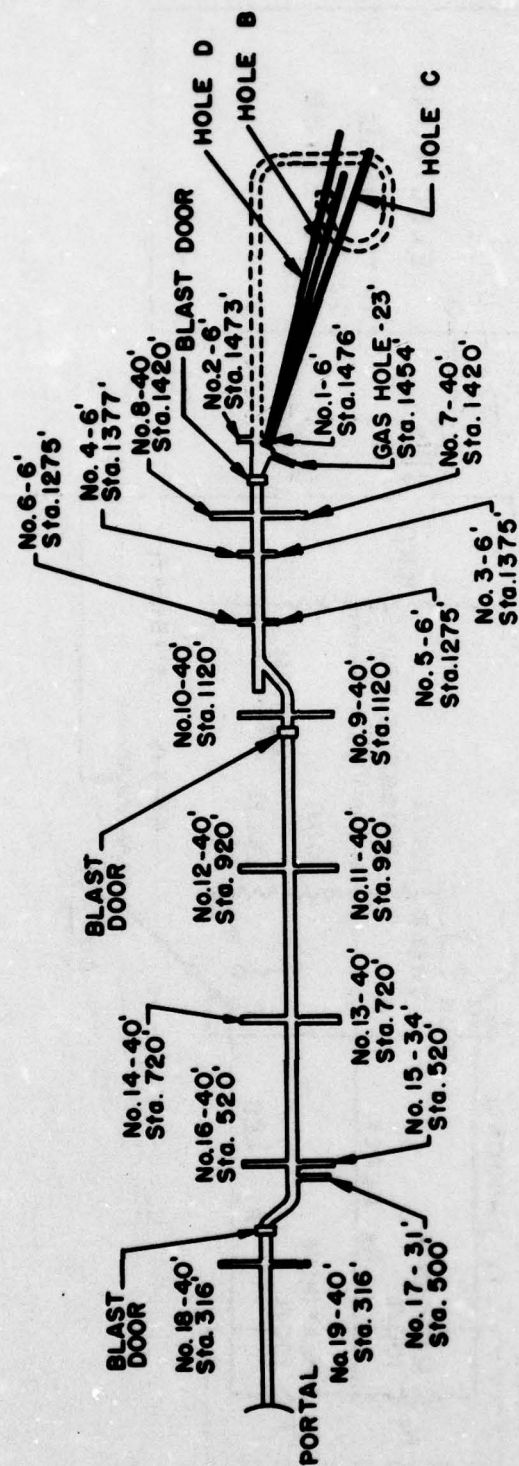 PORTAL
BLAST
DOOR
No.18-40'
Sta.316'
No.19-40'
Sta.316'
No.17-31'
Sta.500'
No.16-40'
Sta.520'
No.15-34'
Sta.520'
No.14-40'
Sta.720'
No.13-40'
Sta.720'
BLAST
DOOR
No.12-40'
Sta.920'
No.11-40'
Sta.920'
No.10-40'
Sta.1120'
No.9-40'
Sta.1120'
No.6-6'
Sta.1275'
No.5-6'
Sta.1275'
No.4-6'
Sta.1377'
No.3-6'
Sta.1375'
No.8-40'
Sta.1420'
No.7-40'
Sta.1420'
BLAST DOOR
No.2-6'
Sta.1473'
No.1-6'
Sta.1476'
GAS HOLE-23'
Sta.1454'
HOLE D
HOLE B
HOLE C